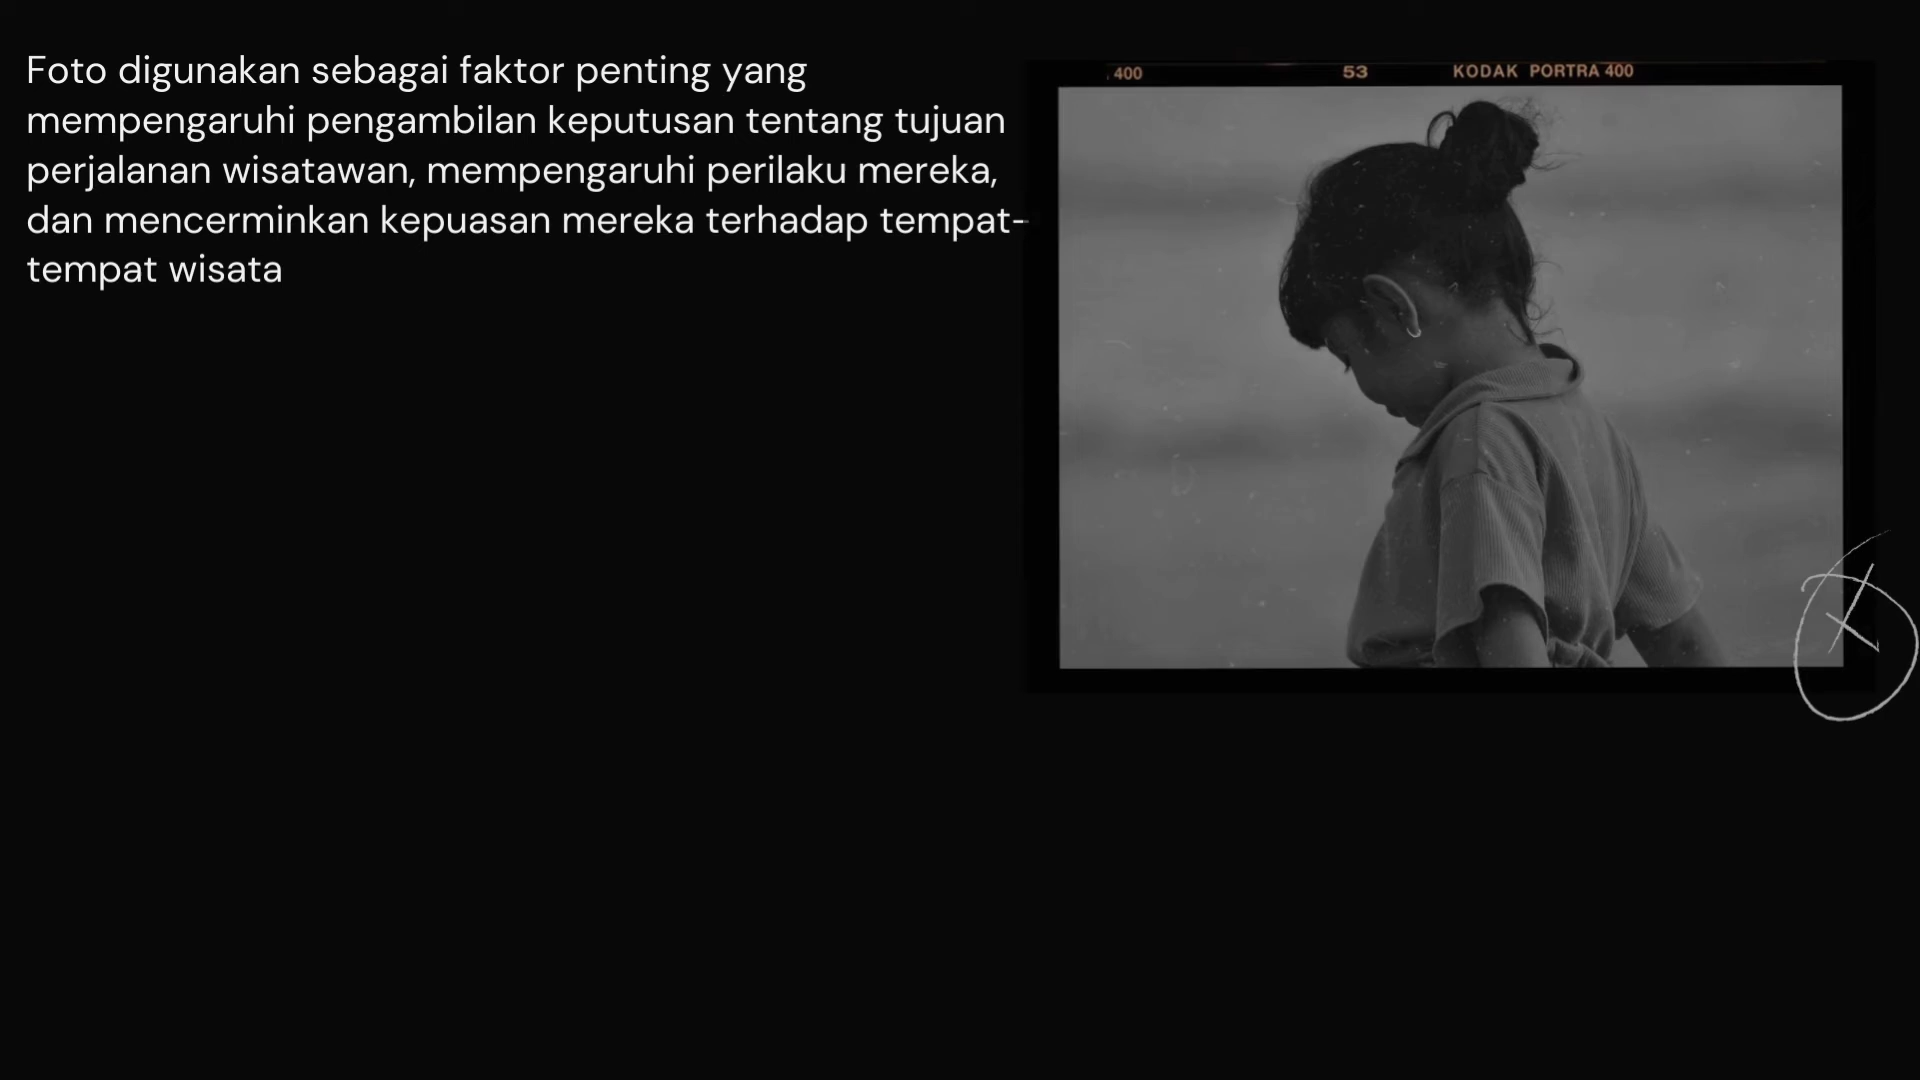 Foto digunakan sebagai faktor penting yang
mempengaruhi pengambilan keputusan tentang tujuan
perjalanan wisatawan, mempengaruhi perilaku mereka,
dan mencerminkan kepuasan mereka terhadap tempat-
tempat wisata
400 53 KODAK PORTRA 400